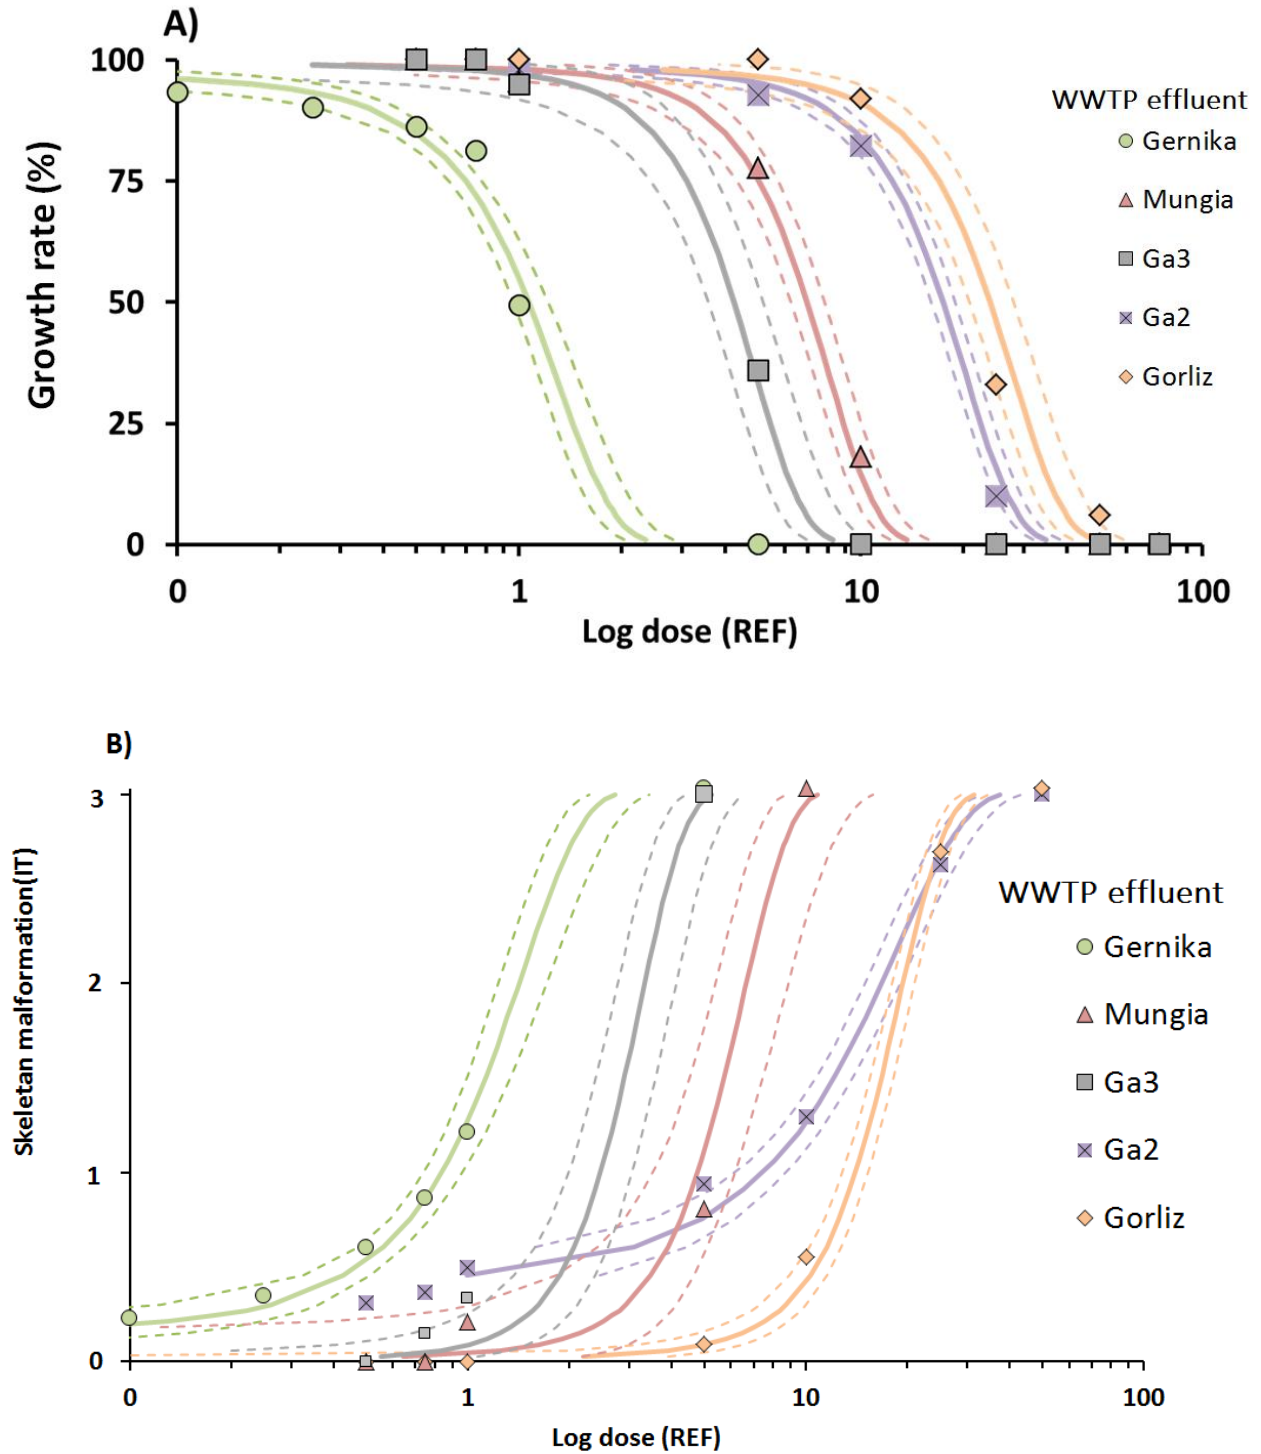 A)
Growth rate (%)
100
75
50
25
0
0 1 10 100
Log dose (REF)
WWTP effluent
Gernika
Mungia
Ga3
Ga2
Gorliz
B)
Skeletan malformation(IT)
3
2
1
0
0 1 10 100
Log dose (REF)
WWTP effluent
Gernika
Mungia
Ga3
Ga2
Gorliz